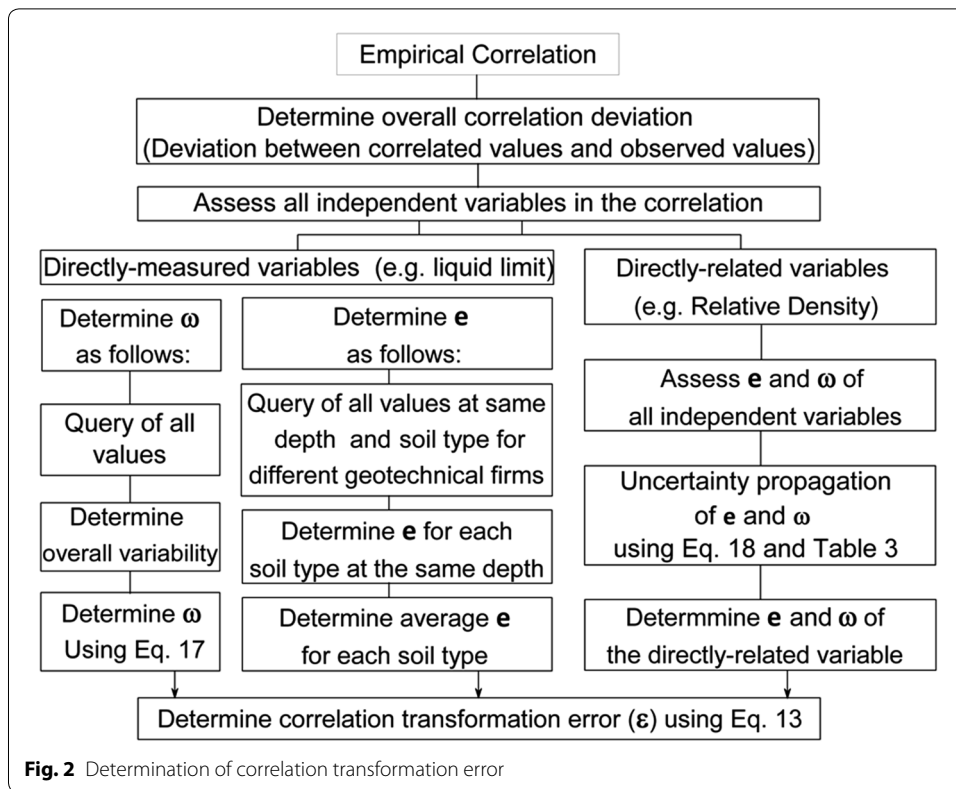 Empirical Correlation
Determine overall correlation deviation
(Deviation between correlated values and observed values)
Assess all independent variables in the correlation
Directly-measured variables (e.g. liquid limit)
Determine ω
as follows:
Query of all
values
Determine
overall variability
Determine ω
Using Eq. 17
Determine e
as follows:
Query of all values at same
depth and soil type for
different geotechnical firms
Determine e for each
soil type at the same depth
Determine average e
for each soil type
Directly-related variables
(e.g. Relative Density)
Assess e and ω of
all independent variables
Uncertainty propagation
of e and ω
using Eq. 18 and Table 3
Determmine e and ω of
the directly-related variable
Determine correlation transformation error (ε) using Eq. 13
Fig. 2 Determination of correlation transformation error